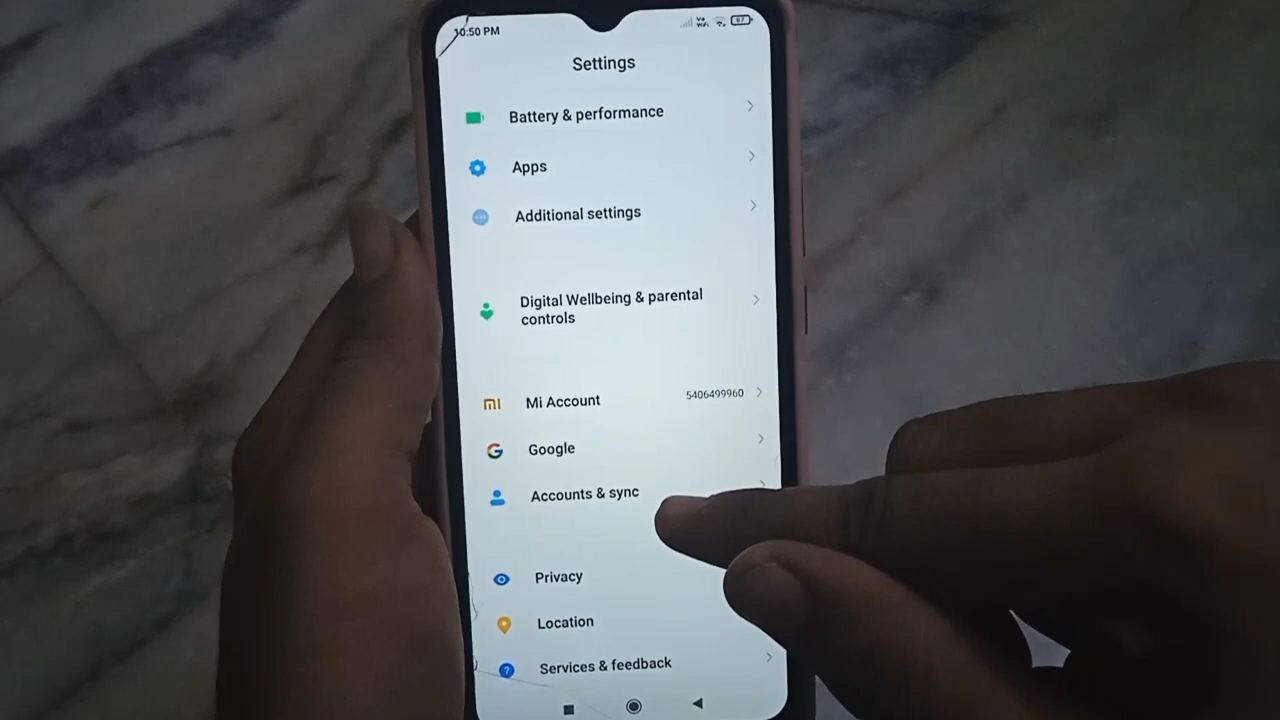 10:50 PM
Settings
Battery & performance
Apps
Additional settings
Digital Wellbeing & parental
controls
Mi Account 5406499960
Google
Accounts & sync
Privacy
Location
Services & feedback